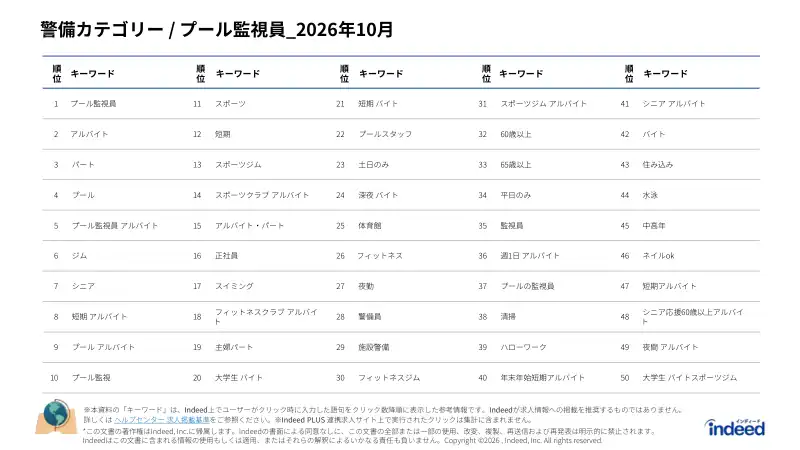 警備カテゴリー / プール監視員_2026年10月
順位 キーワード 順位 キーワード 順位 キーワード 順位 キーワード 順位 キーワード
1 プール監視員 11 スポーツ 21 短期 バイト 31 スポーツジム アルバイト 41 シニア アルバイト
2 アルバイト 12 短期 22 プールスタッフ 32 60歳以上 42 バイト
3 パート 13 スポーツジム 23 土日のみ 33 65歳以上 43 住み込み
4 プール 14 スポーツクラブ アルバイト 24 深夜 バイト 34 平日のみ 44 水泳
5 プール監視員 アルバイト 15 アルバイト・パート 25 体育館 35 監視員 45 中高年
6 ジム 16 正社員 26 フィットネス 36 週1日 アルバイト 46 ネイルok
7 シニア 17 スイミング 27 夜勤 37 プールの監視員 47 短期アルバイト
8 短期 アルバイト 18 フィットネスクラブ アルバイト 28 警備員 38 清掃 48 シニア応援60歳以上アルバイト
9 プール アルバイト 19 主婦パート 29 施設警備 39 ハローワーク 49 夜間 アルバイト
10 プール監視 20 大学生 バイト 30 フィットネスジム 40 年末年始短期アルバイト 50 大学生 バイトスポーツジム
※本資料の「キーワード」は、Indeed上でユーザーがクリック時に入力した語句をクリック数降順に表示した参考情報です。Indeedが求人情報への掲載を推奨するものではありません。
詳しくは ヘルプセンター 求人掲載基準をご参照ください。※Indeed PLUS 連携求人サイト上で実行されたクリックは集計に含まれません。
*この文書の著作権はIndeed, Inc.に帰属します。Indeedの書面による同意なしに、この文書の全部または一部の使用、改変、複製、再送信および再発表は明示的に禁止されます。
Indeedはこの文書に含まれる情報の使用もしくは適用、またはそれらの解釈によるいかなる責任も負いません。Copyright ©2026 , Indeed, Inc. All rights reserved
インディード
indeed